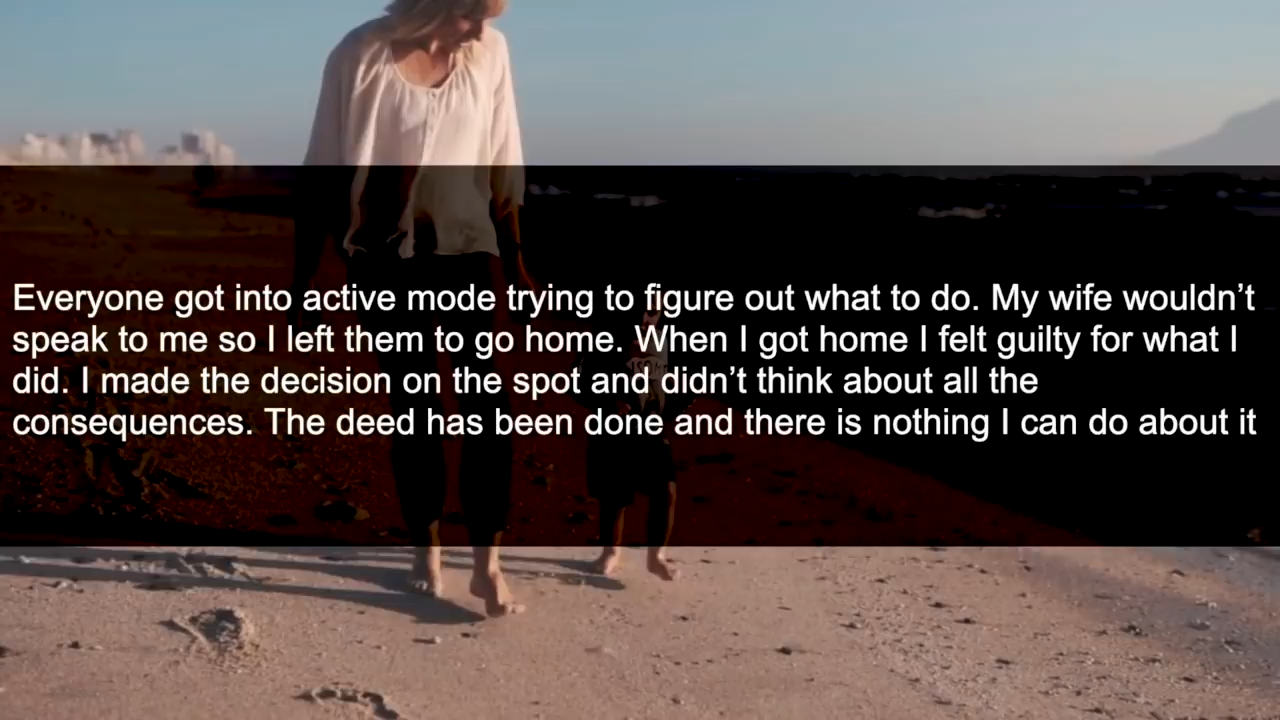 Everyone got into active mode trying to figure out what to do. My wife wouldn’t
speak to me so I left them to go home. When I got home I felt guilty for what I
did. I made the decision on the spot and didn’t think about all the
consequences. The deed has been done and there is nothing I can do about it